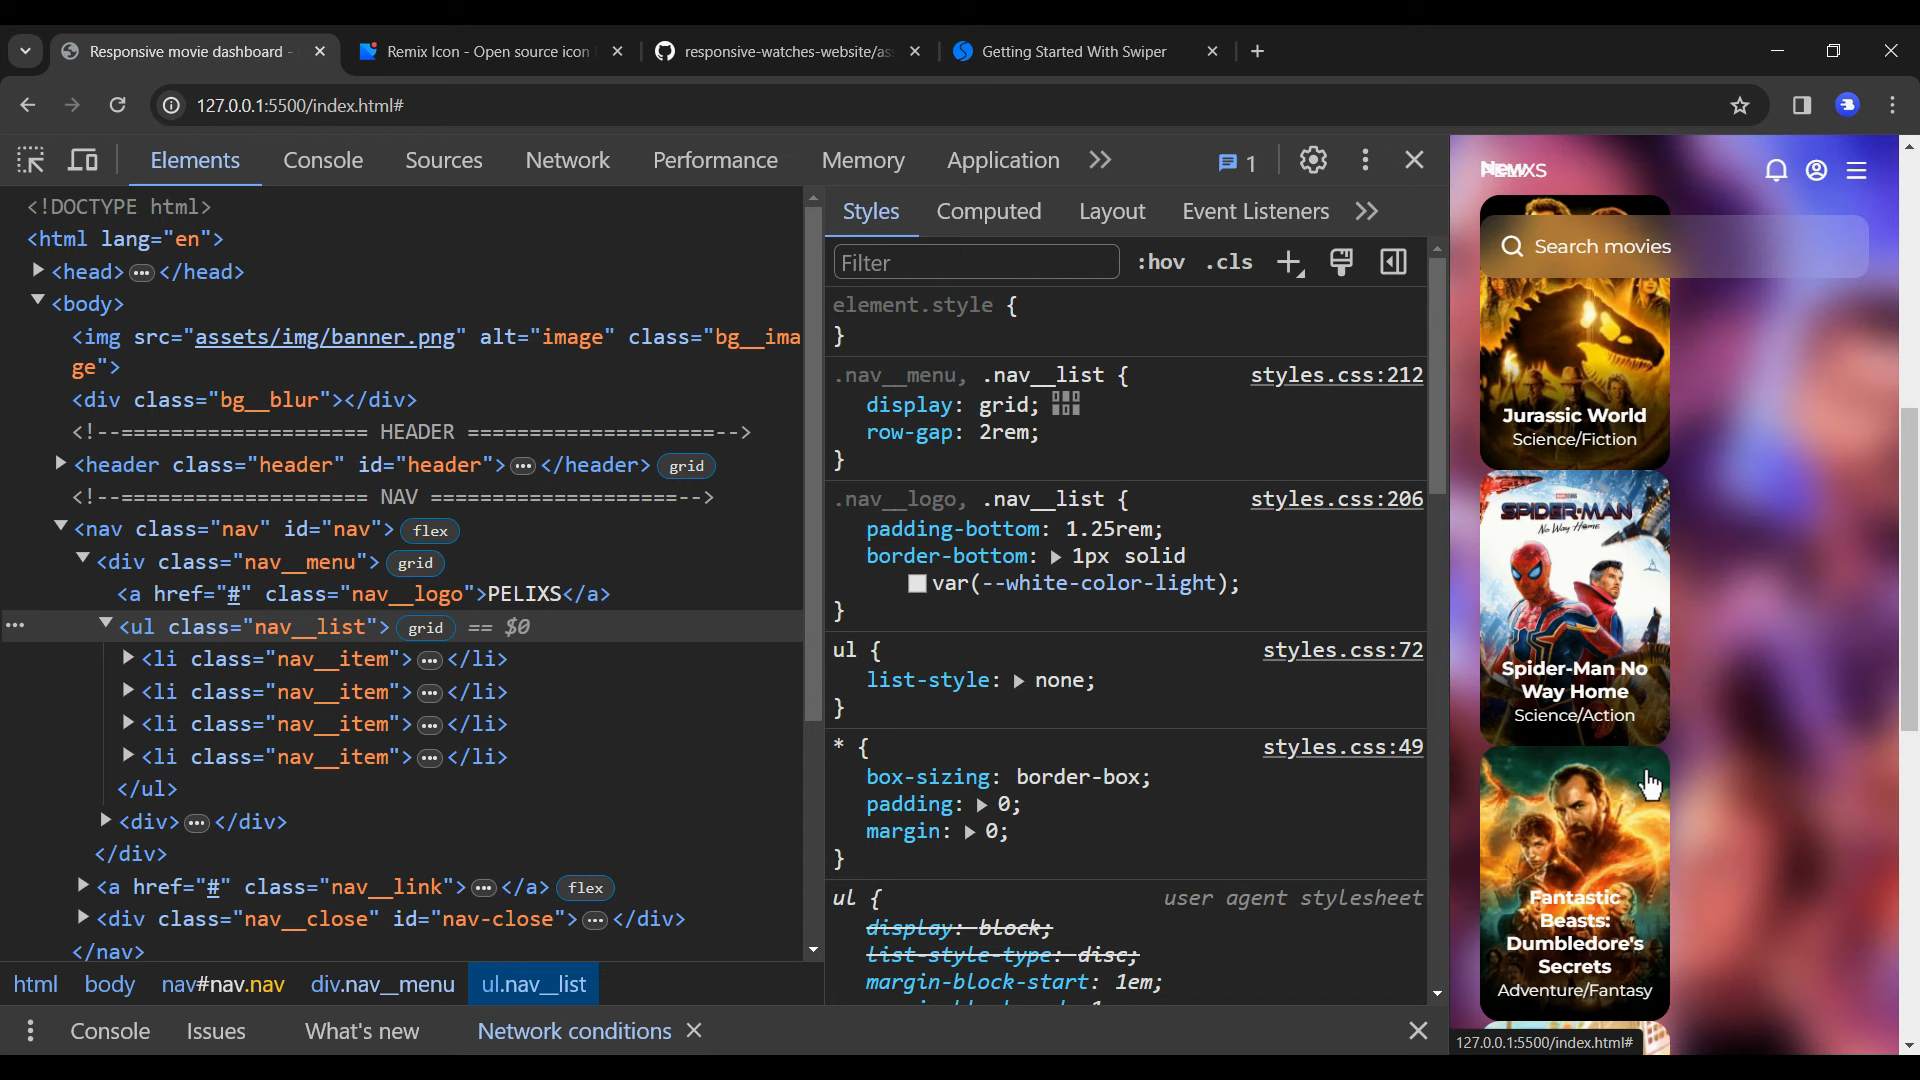 Responsive movie dashboard -
Remix Icon - Open source icon
responsive-watches-website/ass
Getting Started With Swiper
127.0.0.1:5500/index.html#
Elements
Console
Sources
Network
Performance
Memory
Application
1
<!DOCTYPE html>
<html lang="en">
<head> ... </head>
<body>
<img src="assets/img/banner.png" alt="image" class="bg__ima
ge">
<div class="bg__blur"></div>
<!--==================== HEADER ====================-->
<header class="header" id="header"> ... </header> grid
<!--==================== NAV ====================-->
<nav class="nav" id="nav"> flex
<div class="nav__menu"> grid
<a href="#" class="nav__logo">PELIXS</a>
... <ul class="nav__list"> grid == $0
<li class="nav__item"> ... </li>
<li class="nav__item"> ... </li>
<li class="nav__item"> ... </li>
<li class="nav__item"> ... </li>
</ul>
<div> ... </div>
</div>
<a href="#" class="nav__link"> ... </a> flex
<div class="nav__close" id="nav-close"> ... </div>
</nav>
html body nav#nav.nav div.nav__menu ul.nav__list
Styles
Computed
Layout
Event Listeners
Filter :hov .cls
element.style {
}
.nav__menu, .nav__list { styles.css:212
display: grid;
row-gap: 2rem;
}
.nav__logo, .nav__list { styles.css:206
padding-bottom: 1.25rem;
border-bottom: 1px solid
var(--white-color-light);
}
ul { styles.css:72
list-style: none;
}
* { styles.css:49
box-sizing: border-box;
padding: 0;
margin: 0;
}
ul { user agent stylesheet
display: block;
list-style-type: disc;
margin-block-start: 1em;
Console
Issues
What's new
Network conditions
PELIXS
New
Search movies
Jurassic World
Science/Fiction
SPIDER-MAN
No Way Home
Spider-Man No
Way Home
Science/Action
Fantastic
Beasts:
Dumbledore's
Secrets
Adventure/Fantasy
127.0.0.1:5500/index.html#